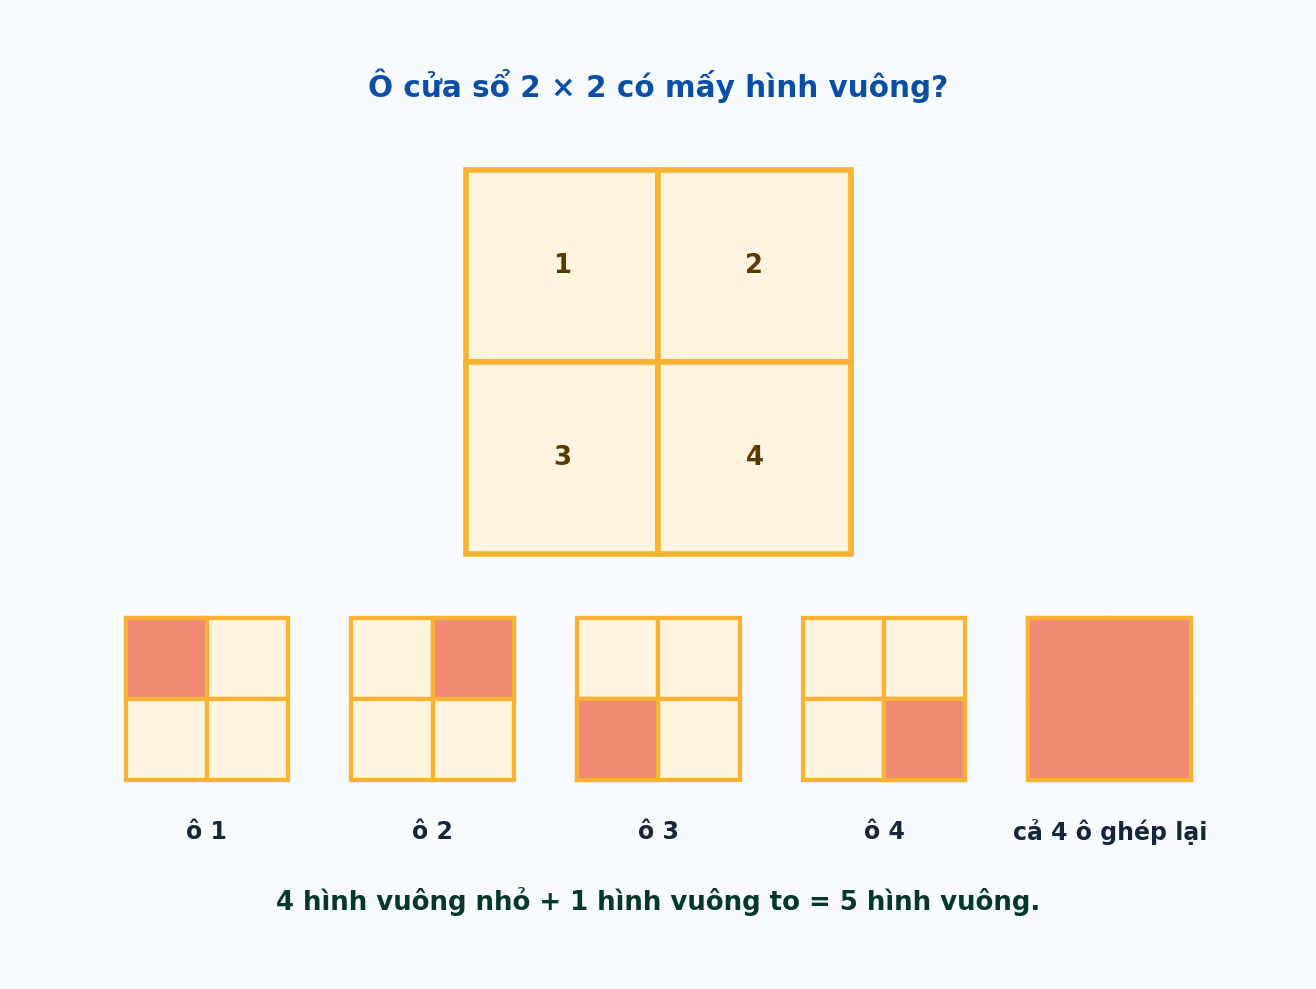 Ô cửa sổ 2 × 2 có mấy hình vuông?
1 2
3 4
ô 1 ô 2 ô 3 ô 4 cả 4 ô ghép lại
4 hình vuông nhỏ + 1 hình vuông to = 5 hình vuông.